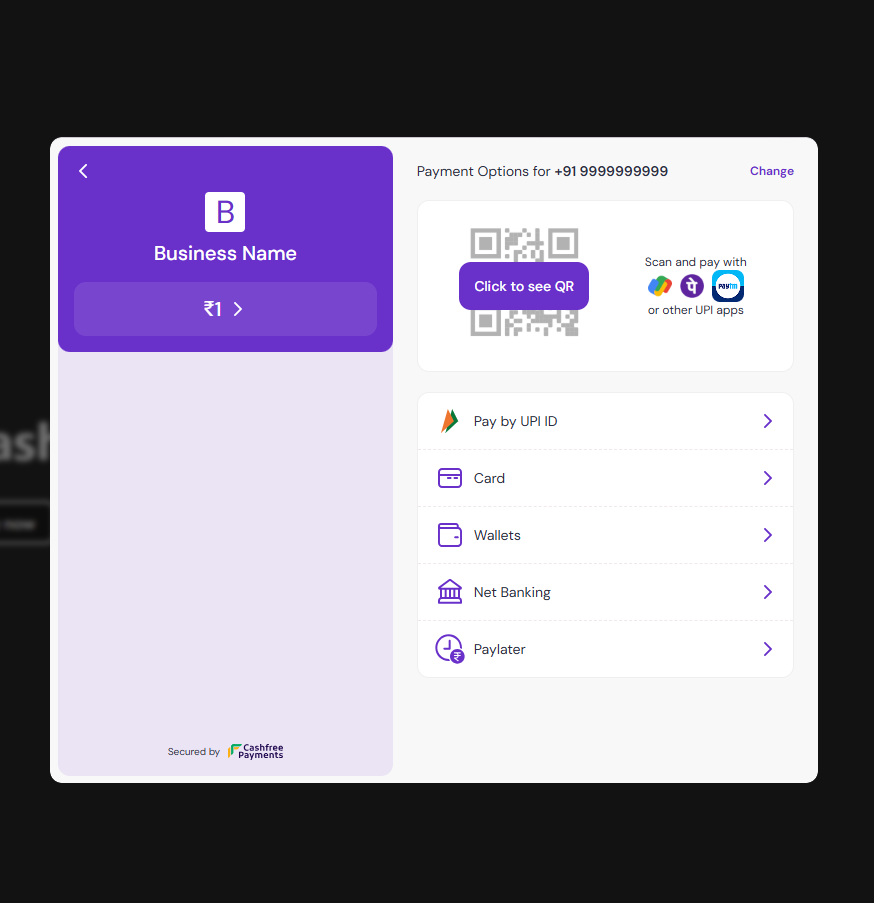 B
Business Name
₹1
Secured by Cashfree Payments
Payment Options for +91 9999999999
Change
Click to see QR
Scan and pay with
पे
paytm
or other UPI apps
Pay by UPI ID
Card
Wallets
Net Banking
Paylater
₹
now